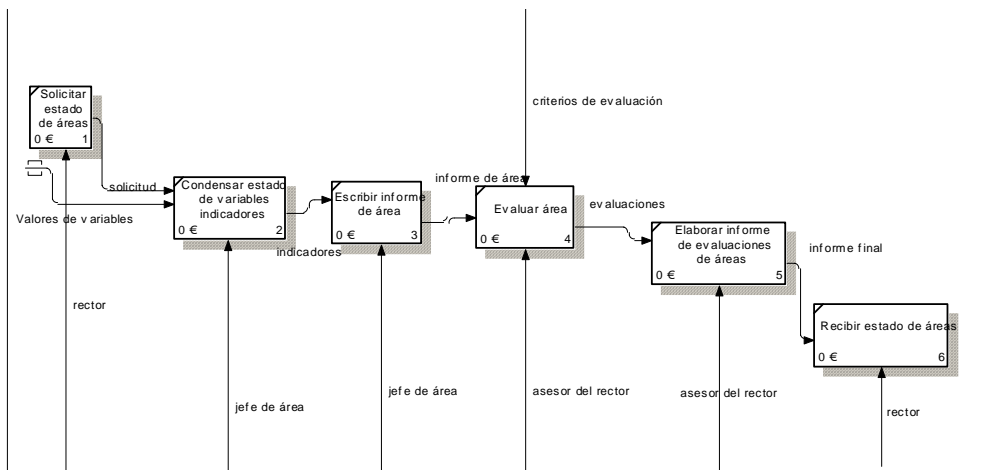 criterios de evaluación
Solicitar
estado
de áreas
0 € 1
solicitud
Valores de variables
Condensar estado
de variables
indicadores
0 € 2
indicadores
Escribir informe
de área
0 € 3
informe de área
Evaluar área
0 € 4
evaluaciones
Elaborar informe
de evaluaciones
de áreas
0 € 5
informe final
Recibir estado de áreas
0 € 6
rector
jefe de área
jefe de área
asesor del rector
asesor del rector
rector